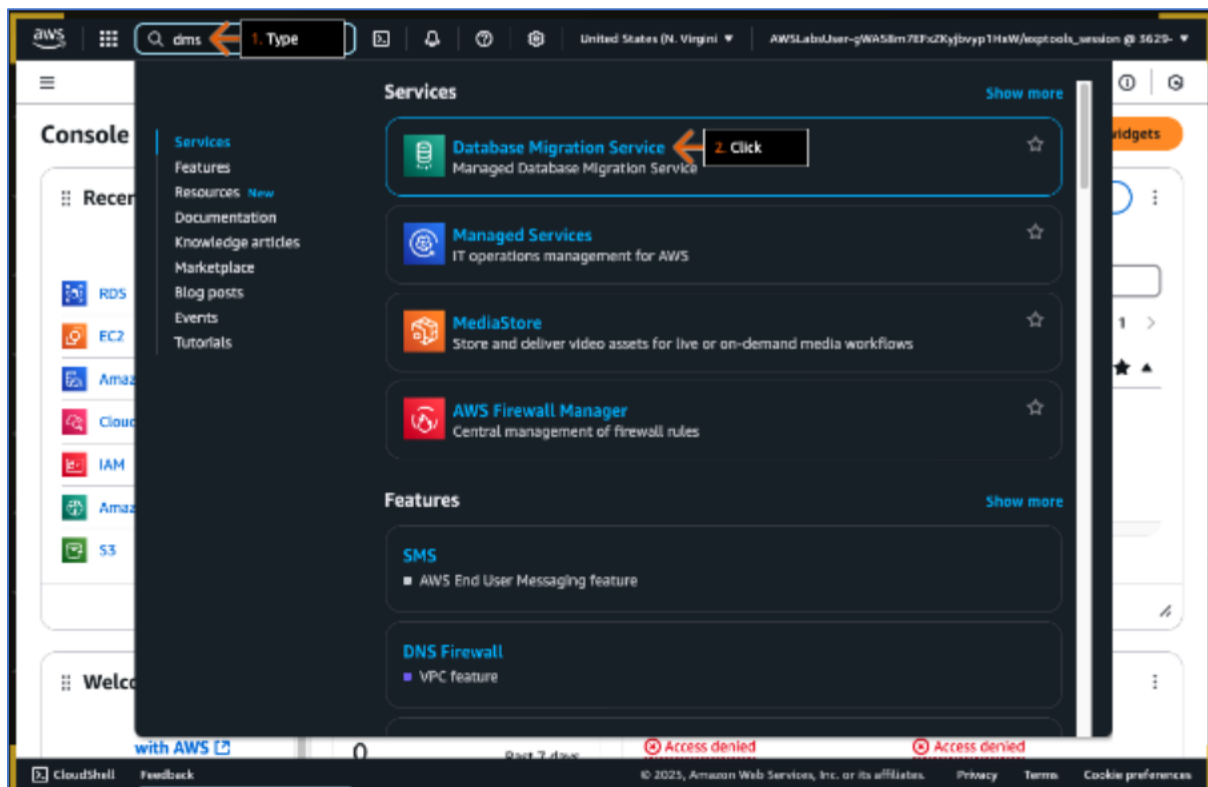 aws
dms
1. Type
United States (N. Virgini
Services
Show more
Console
Services
Features
Resources New
Documentation
Knowledge articles
Marketplace
Blog posts
Events
Tutorials
Database Migration Service
2. Click
Managed Database Migration Service
widgets
Recer
Managed Services
IT operations management for AWS
RDS
EC2
MediaStore
Store and deliver video assets for live or on-demand media workflows
1
Amaz
Cloud
AWS Firewall Manager
Central management of firewall rules
IAM
Amaz
Features
Show more
S3
SMS
AWS End User Messaging feature
DNS Firewall
VPC feature
Welco
with AWS
0
Past 7 days
Access denied
Access denied
CloudShell
Feedback
© 2025, Amazon Web Services, Inc. or its affiliates.
Privacy
Terms
Cookie preferences